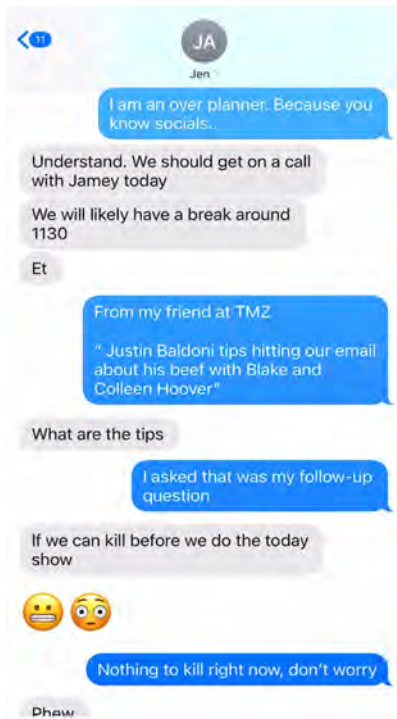 11
JA
Jen
I am an over planner. Because you
know socials..
Understand. We should get on a call
with Jamey today
We will likely have a break around
1130
Et
From my friend at TMZ
“ Justin Baldoni tips hitting our email
about his beef with Blake and
Colleen Hoover"
What are the tips
I asked that was my follow-up
question
If we can kill before we do the today
show
😬😳
Nothing to kill right now, don't worry
Phew